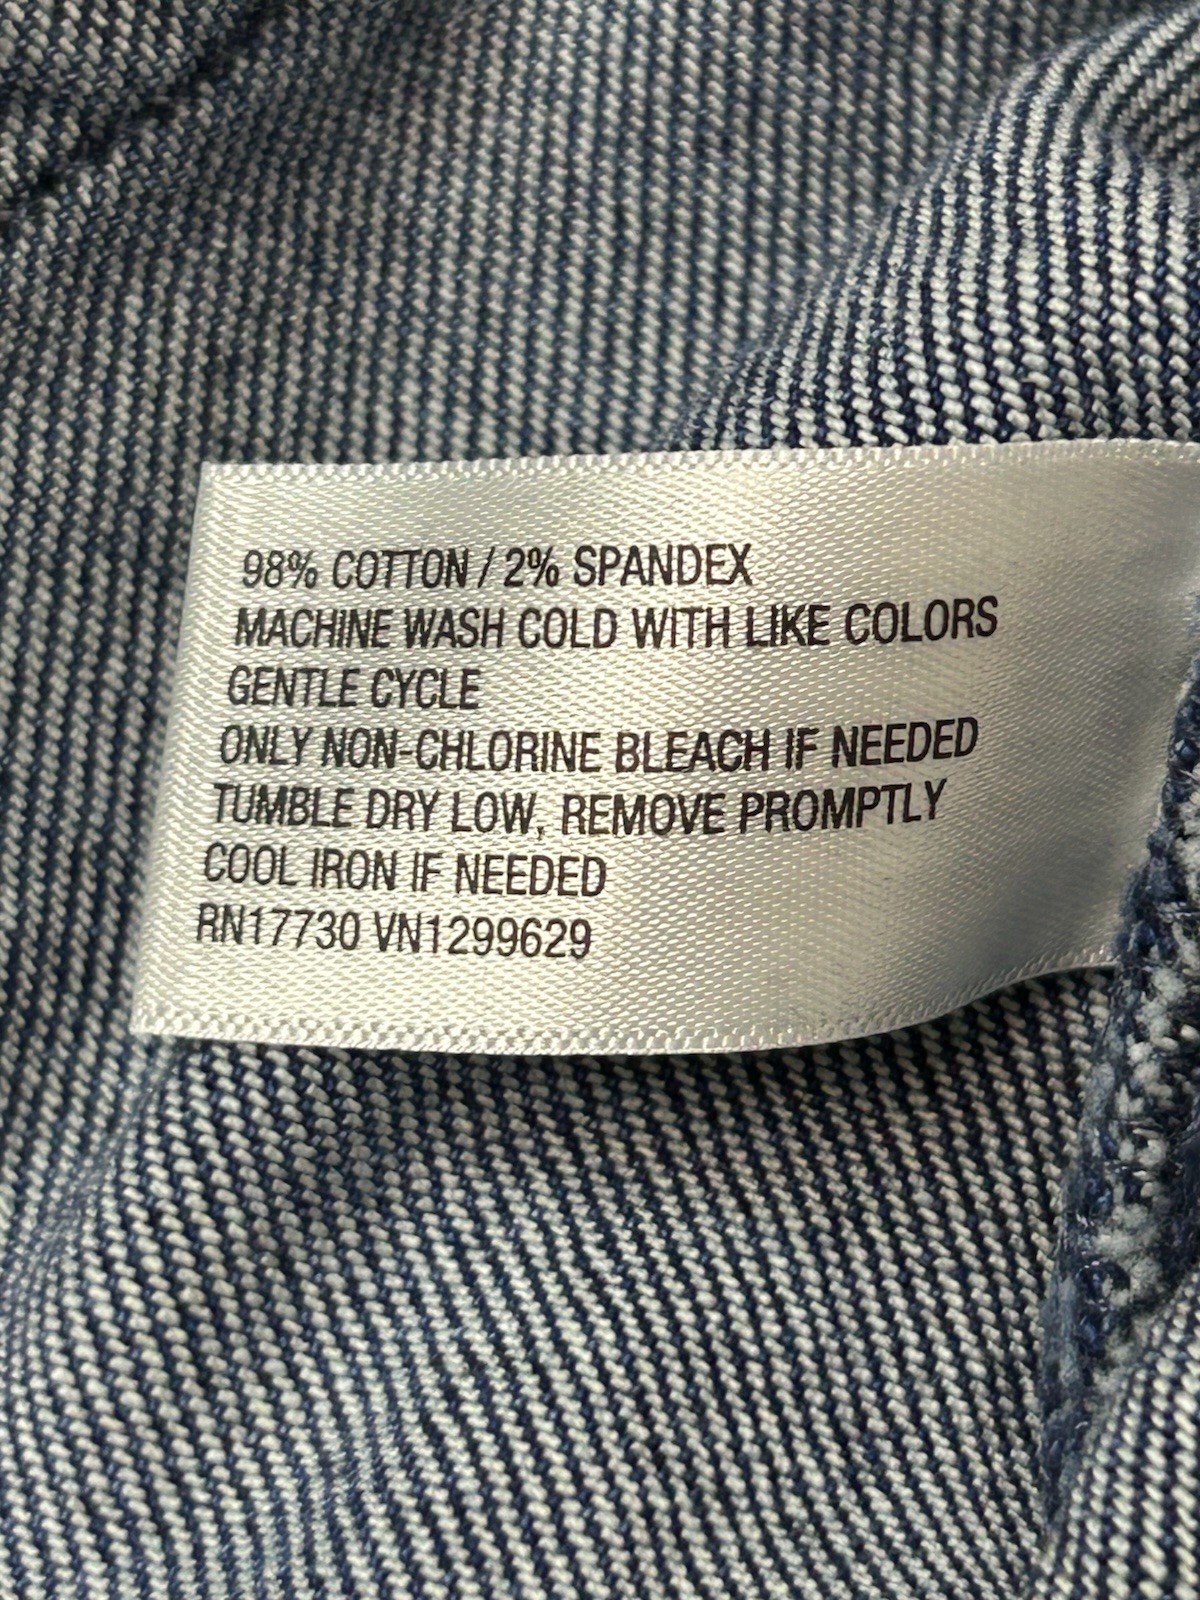 98% COTTON / 2% SPANDEX
MACHINE WASH COLD WITH LIKE COLORS
GENTLE CYCLE
ONLY NON-CHLORINE BLEACH IF NEEDED
TUMBLE DRY LOW, REMOVE PROMPTLY
COOL IRON IF NEEDED
RN17730 VN1299629